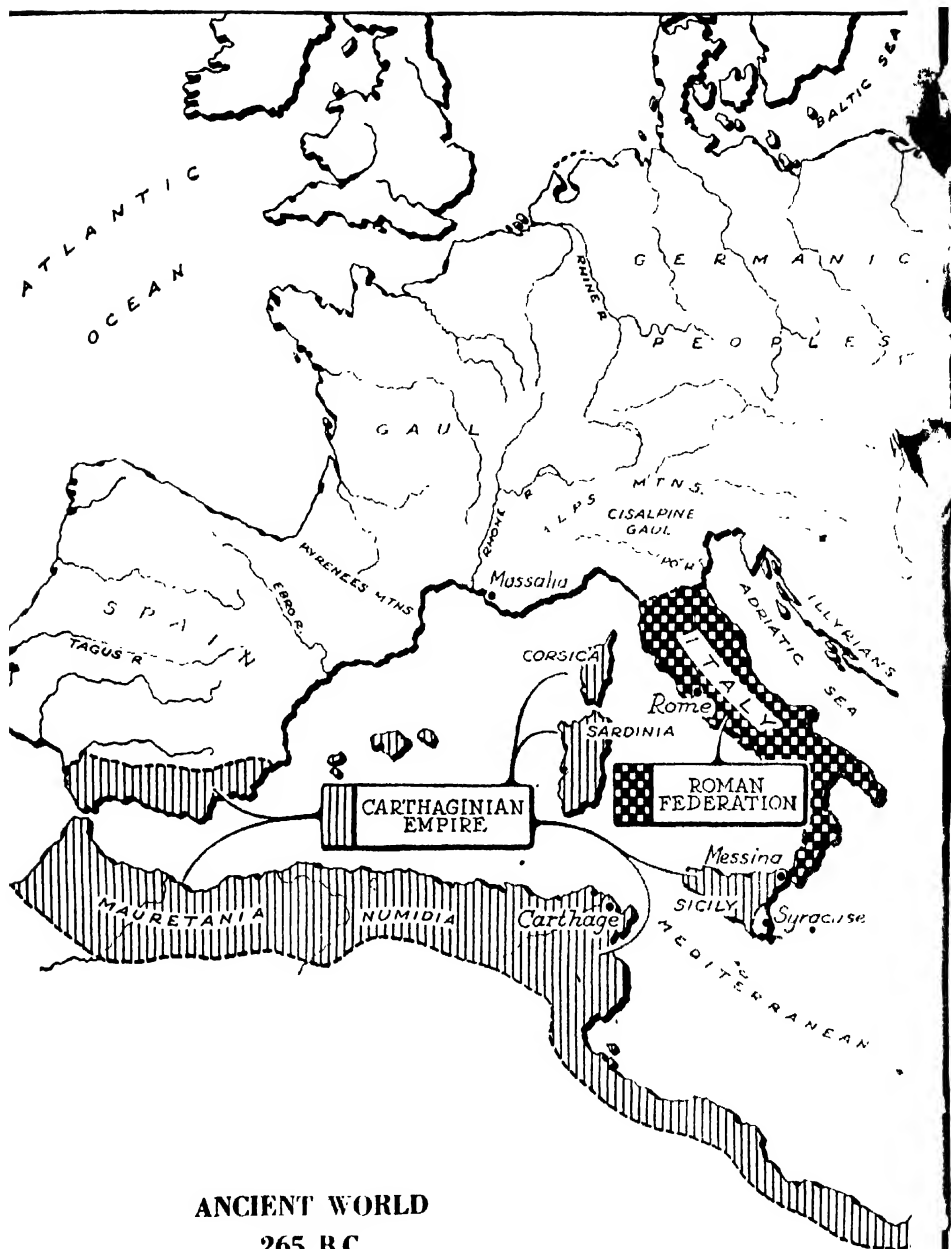 BALTIC SEA
ATLANTIC
OCEAN
GERMANIC
PEOPLES
RHINE R.
GAUL
ALPS MTNS.
CISALPINE
GAUL
RHONE R
PO R.
PYRENEES MTNS
Massalia
EBRO R.
SPAIN
TAGUS R
ADRIATIC
SEA
ILLYRIANS
ITALY
CORSICA
Rome
SARDINIA
CARTHAGINIAN
EMPIRE
ROMAN
FEDERATION
Messina
SICILY
Syracuse
MAURETANIA
NUMIDIA
Carthage
MEDITERRANEAN
ANCIENT WORLD
265 B.C.